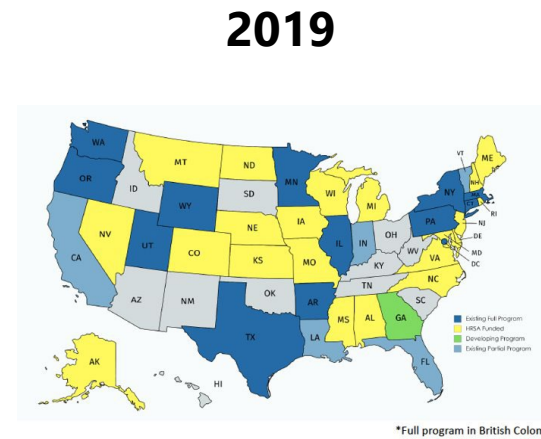 2019
WA
MT
ND
MN
VT
ME
OR
ID
SD
WI
MI
NY
NH
WY
IA
PA
CT
RI
NV
NE
IL
IN
OH
NJ
UT
CO
KS
MO
WV
VA
DE
MD
DC
CA
KY
NC
AZ
NM
OK
TN
SC
AR
MS
AL
GA
TX
LA
FL
AK
HI
Existing Full Program
HRSA Funded
Developing Program
Existing Partial Program
*Full program in British Colon